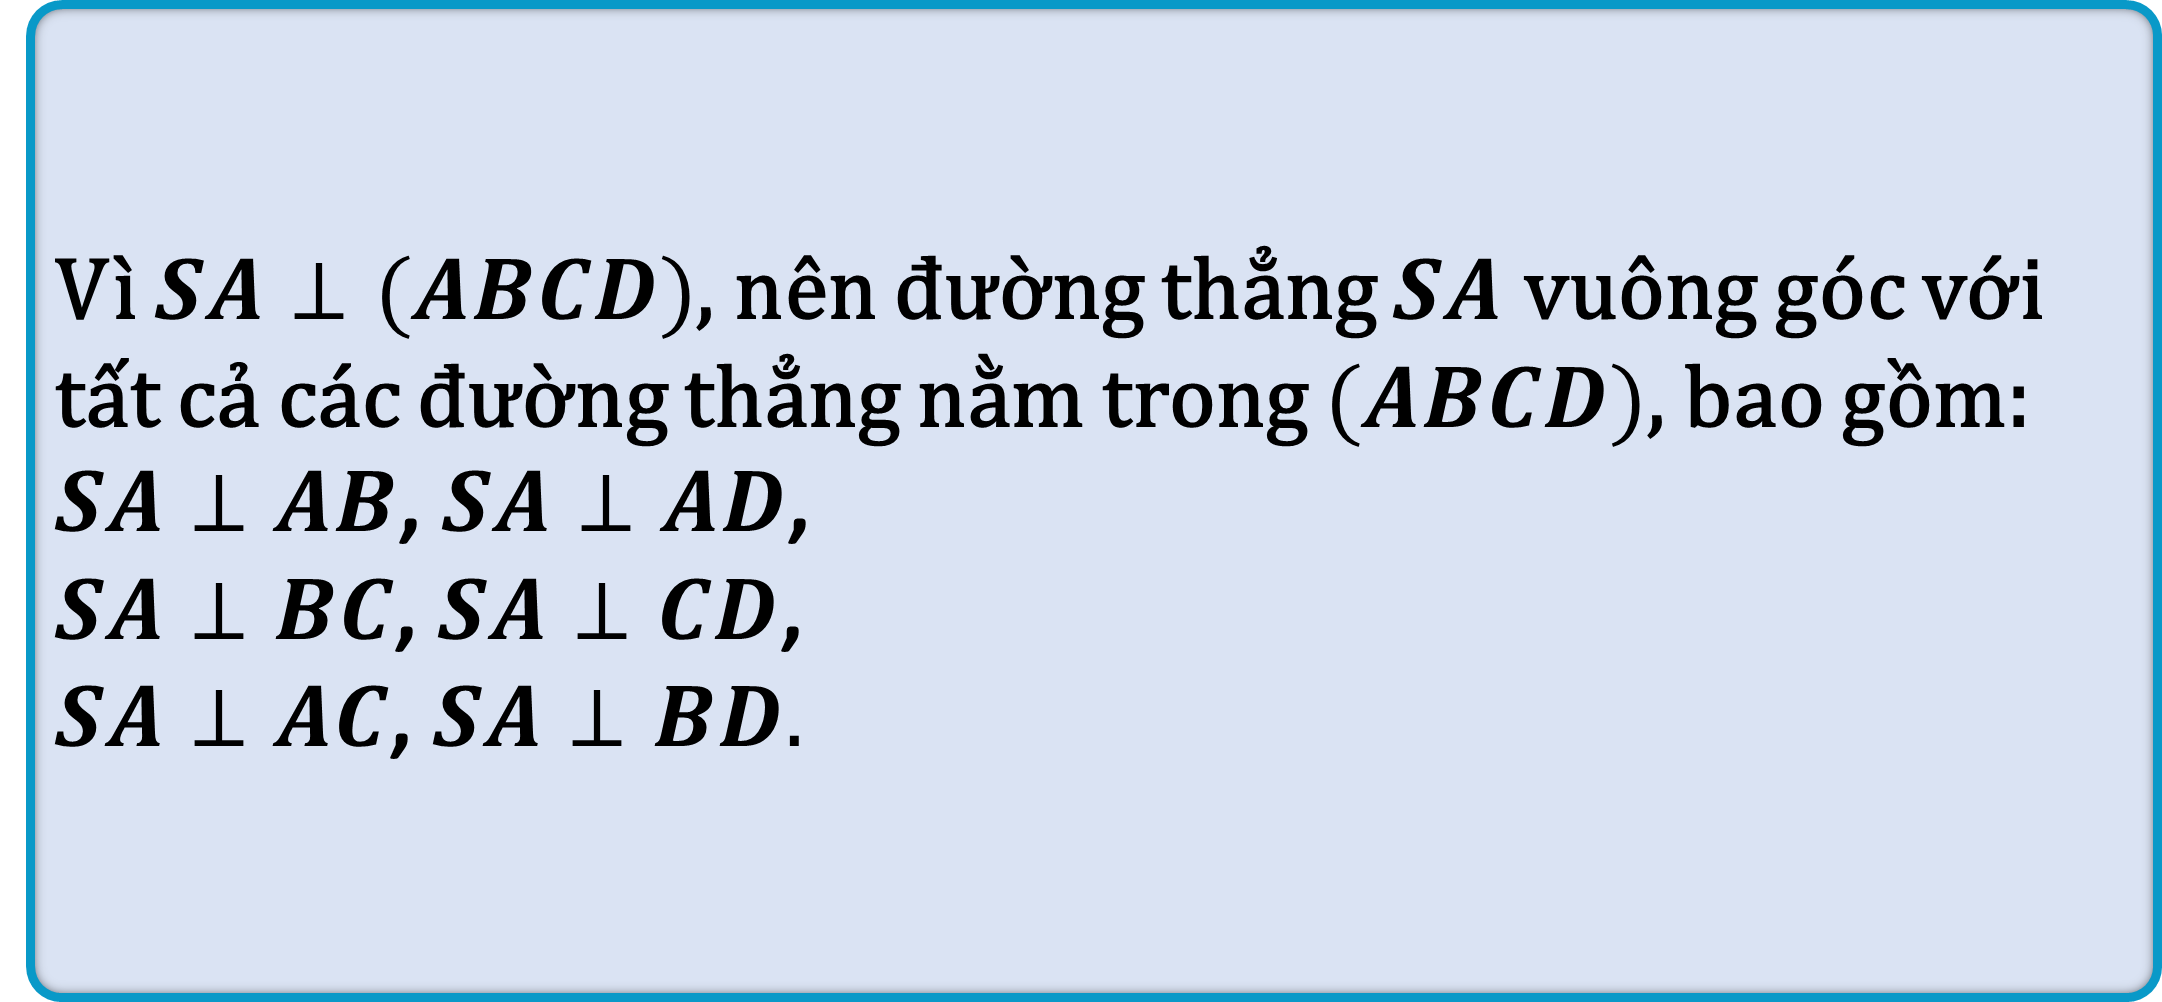 Vì SA ⊥ (ABCD), nên đường thẳng SA vuông góc với
tất cả các đường thẳng nằm trong (ABCD), bao gồm:
SA ⊥ AB, SA ⊥ AD,
SA ⊥ BC, SA ⊥ CD,
SA ⊥ AC, SA ⊥ BD.